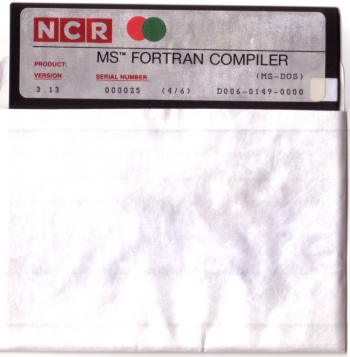 NCR
PRODUCT: MS™ FORTRAN COMPILER
VERSION SERIAL NUMBER (MS-DOS)
3.13 000025 (4/6) D006-0149-0000